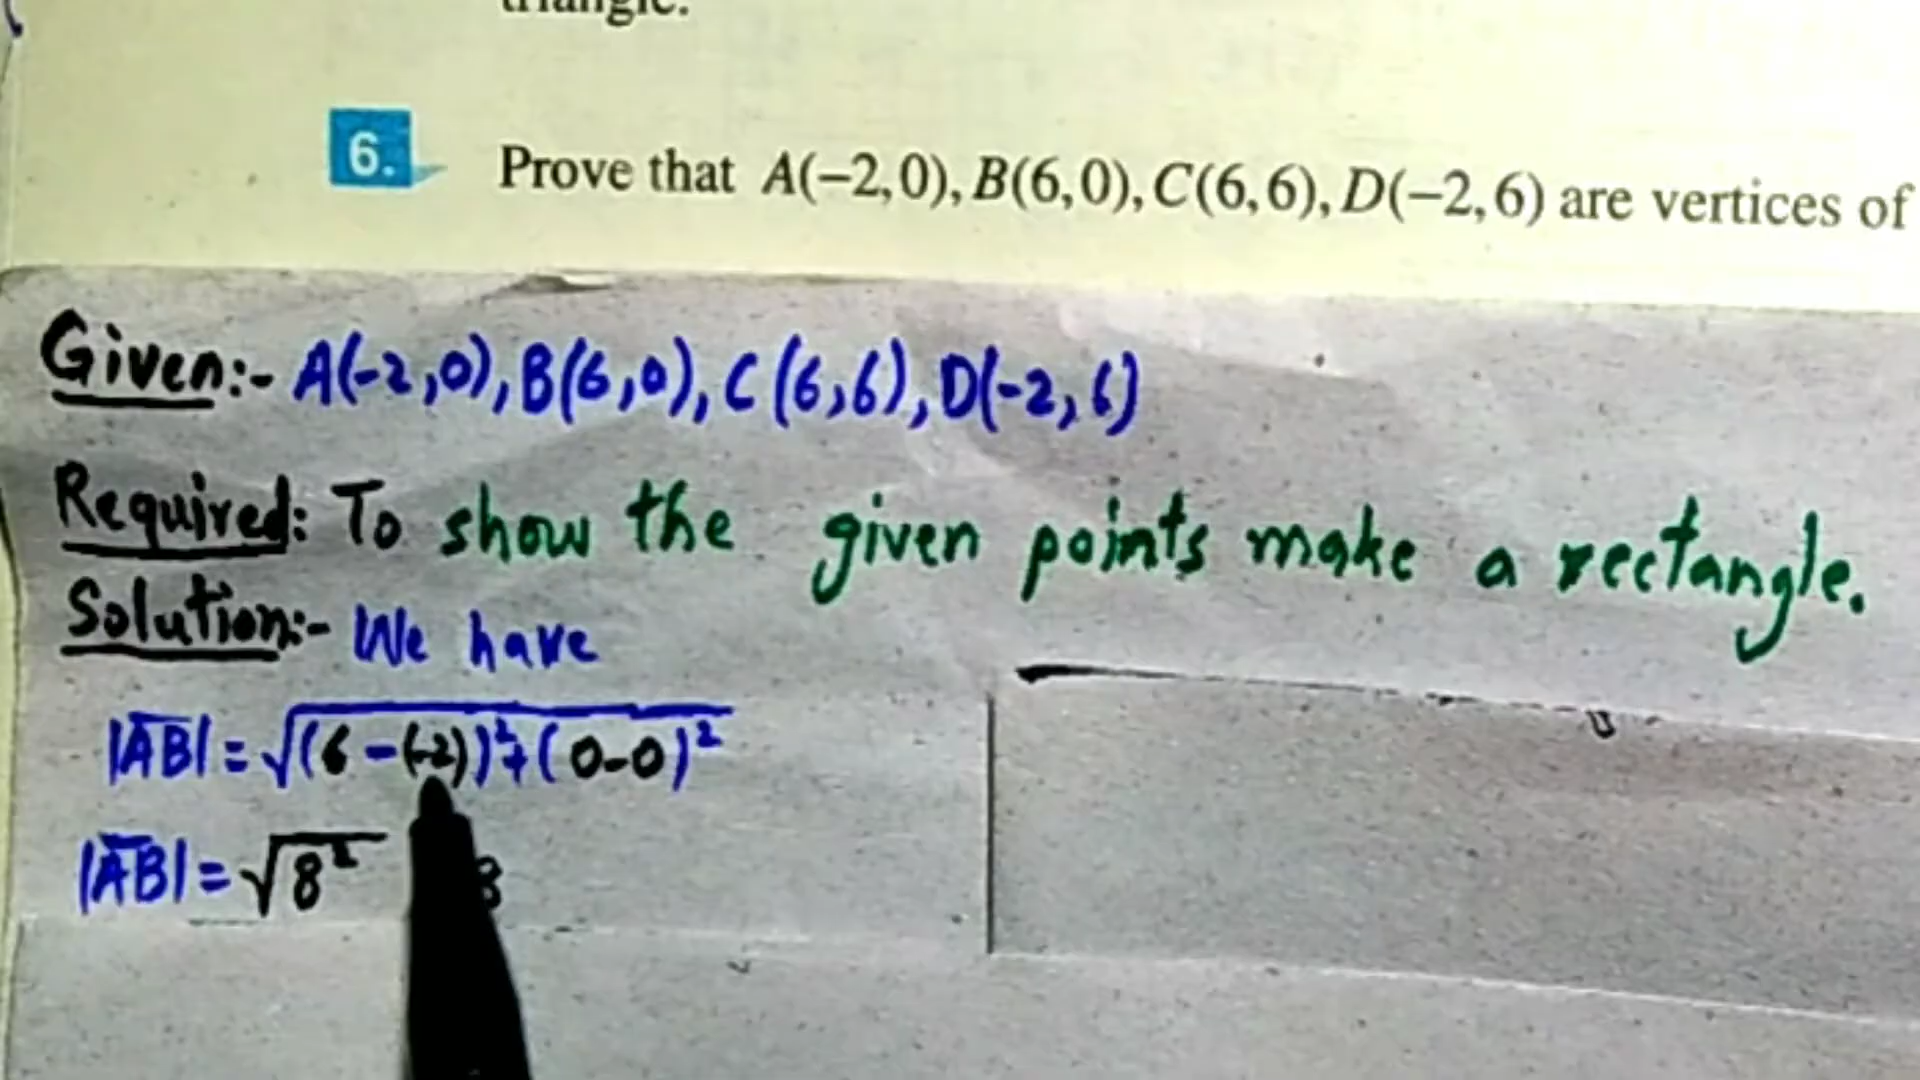 triangle.
6. Prove that A(−2,0), B(6,0), C(6,6), D(−2,6) are vertices of
Given:- A(-2,0), B(6,0), C(6,6), D(-2,6)
Required: To show the given points make a rectangle.
Solution:- We have
|AB| = √(6-(-2))²+(0-0)²
|AB| = √8² 8